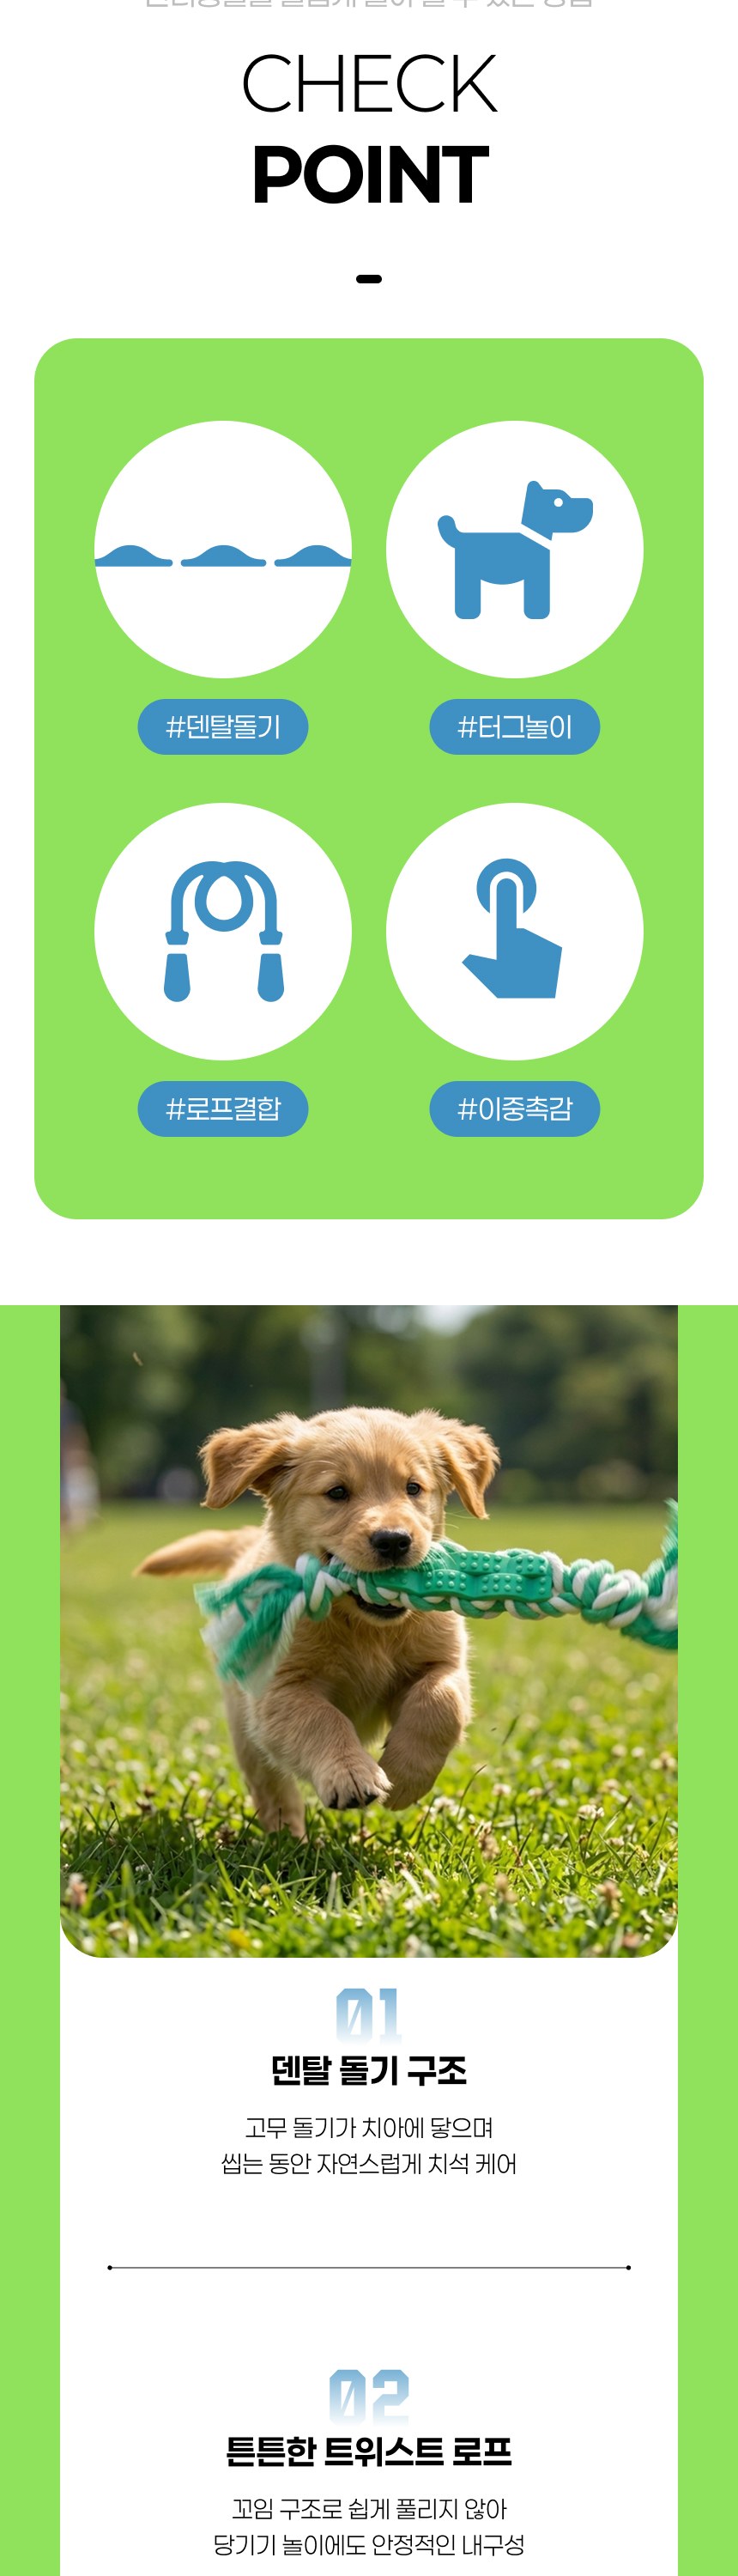 CHECK
POINT
#덴탈돌기
#터그놀이
#로프결합
#이중촉감
01
덴탈 돌기 구조
고무 돌기가 치아에 닿으며
씹는 동안 자연스럽게 치석 케어
02
튼튼한 트위스트 로프
꼬임 구조로 쉽게 풀리지 않아
당기기 놀이에도 안정적인 내구성